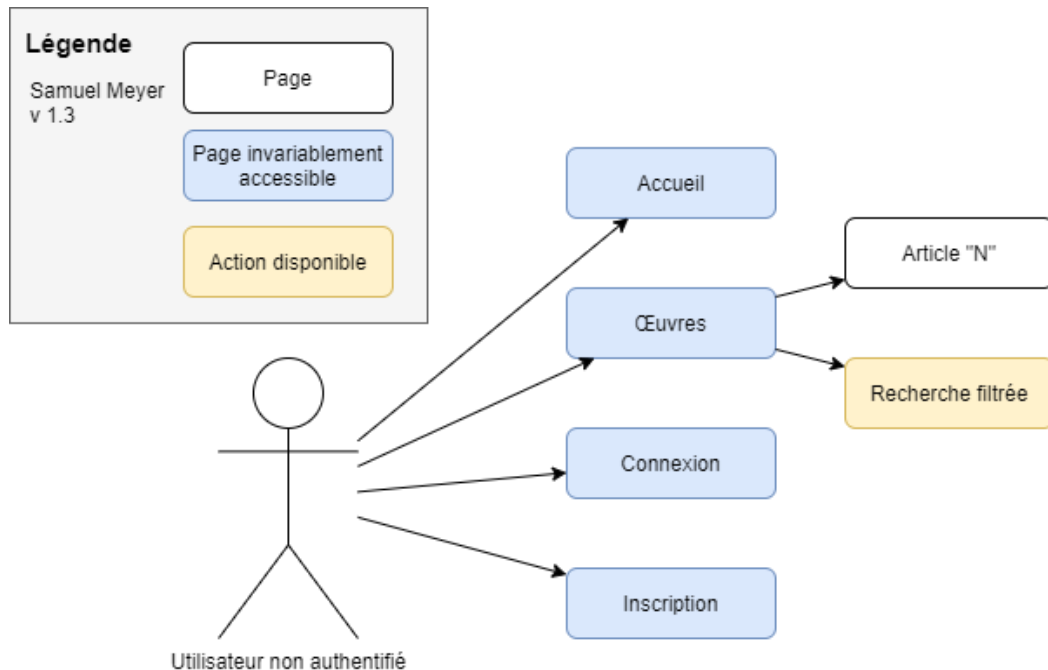 Légende
Samuel Meyer
v 1.3
Page
Page invariablement
accessible
Action disponible
Accueil
Œuvres
Article "N"
Recherche filtrée
Connexion
Inscription
Utilisateur non authentifié